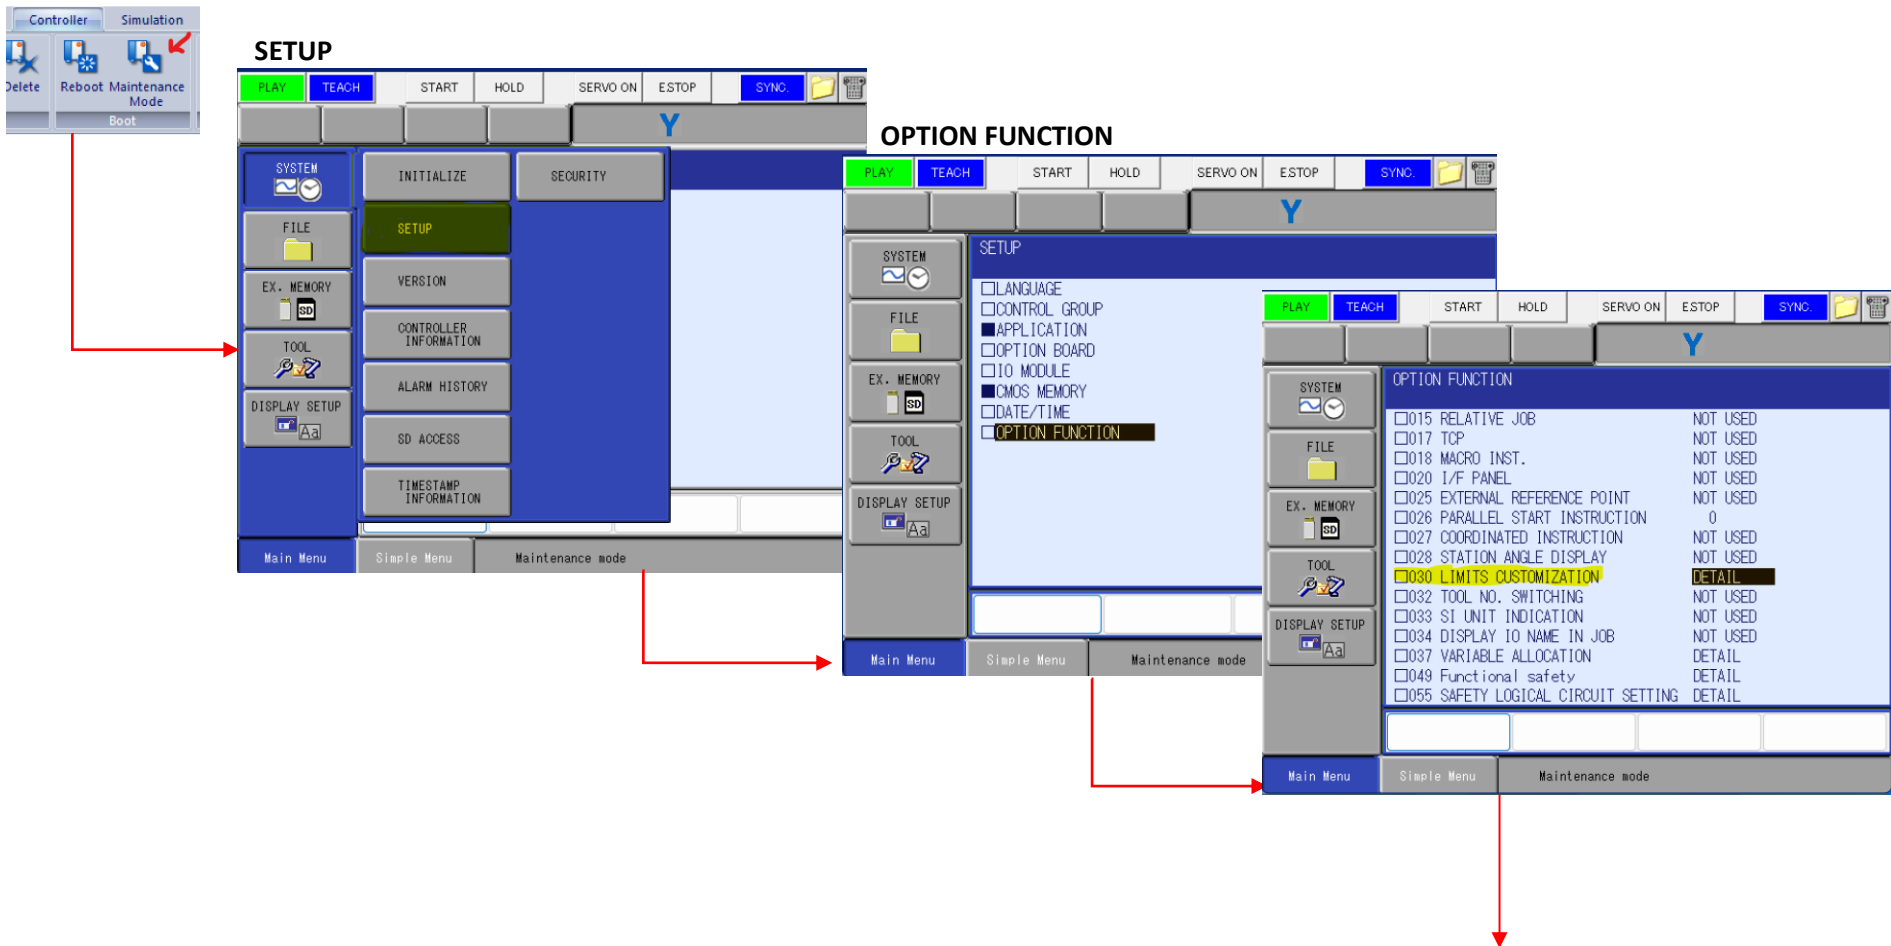 Controller Simulation
Delete Reboot Maintenance
Mode
Boot
SETUP
PLAY TEACH START HOLD SERVO ON ESTOP SYNC.
Y
SYSTEM
FILE
EX. MEMORY
SD
TOOL
DISPLAY SETUP
Aa
INITIALIZE
SECURITY
SETUP
VERSION
CONTROLLER
INFORMATION
ALARM HISTORY
SD ACCESS
TIMESTAMP
INFORMATION
Main Menu Simple Menu Maintenance mode
OPTION FUNCTION
PLAY TEACH START HOLD SERVO ON ESTOP SYNC.
Y
SYSTEM
FILE
EX. MEMORY
SD
TOOL
DISPLAY SETUP
Aa
SETUP
□LANGUAGE
□CONTROL GROUP
■APPLICATION
□OPTION BOARD
□IO MODULE
■CMOS MEMORY
□DATE/TIME
□OPTION FUNCTION
Main Menu Simple Menu Maintenance mode
PLAY TEACH START HOLD SERVO ON ESTOP SYNC.
Y
SYSTEM
FILE
EX. MEMORY
SD
TOOL
DISPLAY SETUP
Aa
OPTION FUNCTION
□015 RELATIVE JOB NOT USED
□017 TCP NOT USED
□018 MACRO INST. NOT USED
□020 I/F PANEL NOT USED
□025 EXTERNAL REFERENCE POINT NOT USED
□026 PARALLEL START INSTRUCTION 0
□027 COORDINATED INSTRUCTION NOT USED
□028 STATION ANGLE DISPLAY NOT USED
□030 LIMITS CUSTOMIZATION DETAIL
□032 TOOL NO. SWITCHING NOT USED
□033 SI UNIT INDICATION NOT USED
□034 DISPLAY IO NAME IN JOB NOT USED
□037 VARIABLE ALLOCATION DETAIL
□049 Functional safety DETAIL
□055 SAFETY LOGICAL CIRCUIT SETTING DETAIL
Main Menu Simple Menu Maintenance mode